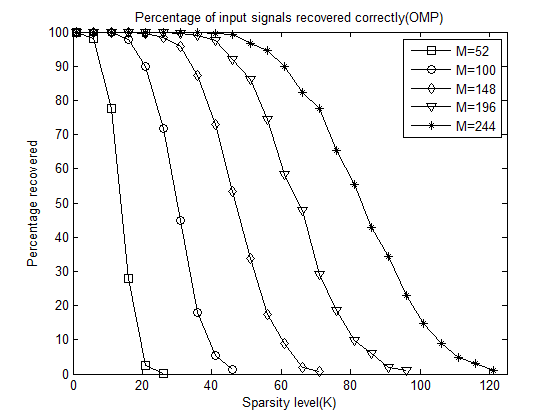 Percentage of input signals recovered correctly(OMP)
100
90
80
70
60
50
40
30
20
10
0
Percentage recovered
M=52
M=100
M=148
M=196
M=244
0 20 40 60 80 100 120
Sparsity level(K)